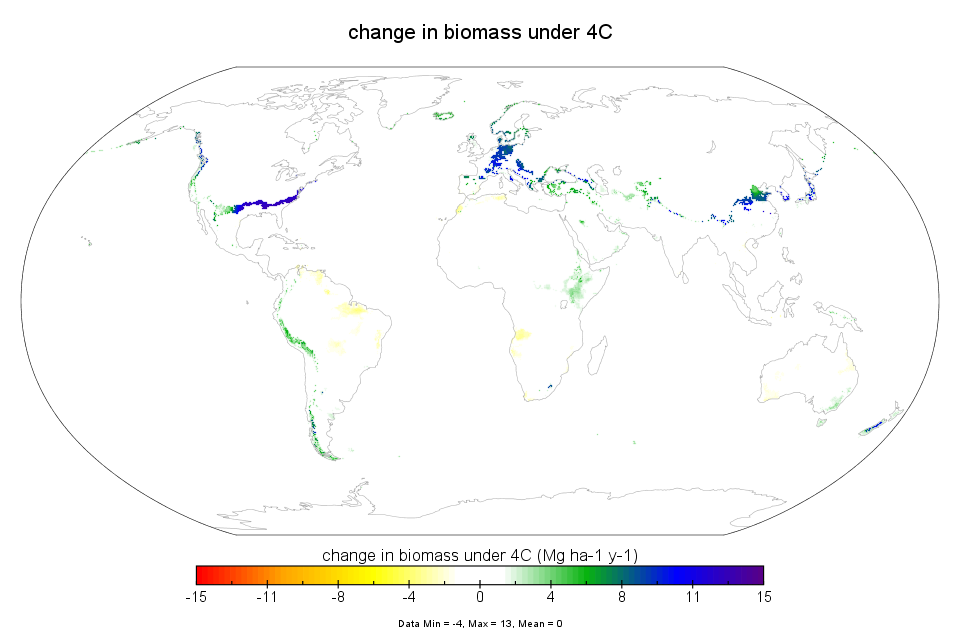 change in biomass under 4C
change in biomass under 4C (Mg ha-1 y-1)
-15 -11 -8 -4 0 4 8 11 15
Data Min = -4, Max = 13, Mean = 0